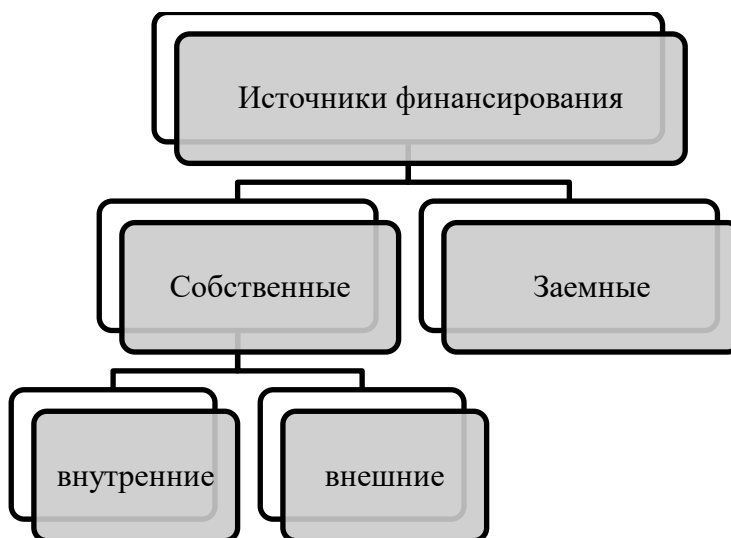 Источники финансирования
Собственные
Заемные
внутренние
внешние